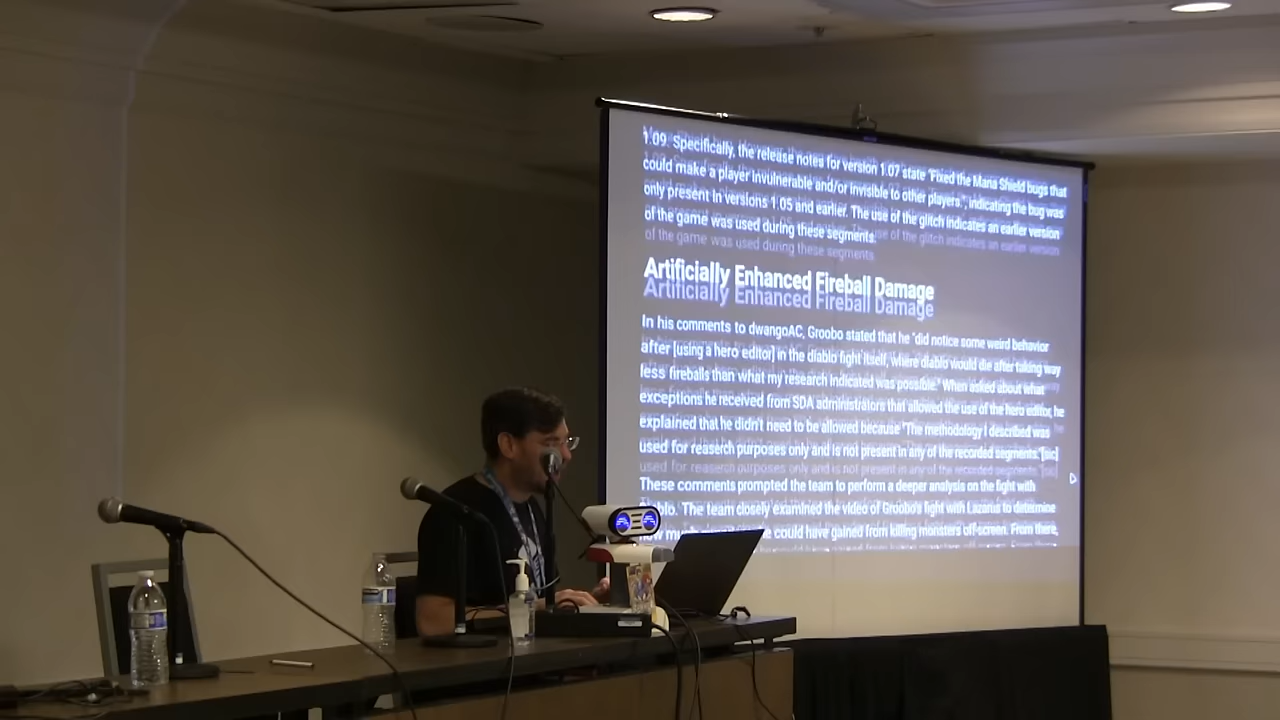 1.09. Specifically, the release notes for version 1.07 state "Fixed the Mana Shield bugs that
could make a player invulnerable and/or invisible to other players.", indicating the bug was
only present in versions 1.05 and earlier. The use of the glitch indicates an earlier version
of the game was used during these segments.
Artificially Enhanced Fireball Damage
In his comments to dwangoAC, Groobo stated that he "did notice some weird behavior
after [using a hero editor] in the diablo fight itself, where diablo would die after taking way
less fireballs than what my research indicated was possible." When asked about what
exceptions he received from SDA administrators that allowed the use of the hero editor, he
explained that he didn't need to be allowed because "The methodology I described was
used for reaserch purposes only and is not present in any of the recorded segments."[sic]
These comments prompted the team to perform a deeper analysis on the fight with
Diablo. The team closely examined the video of Groobo's fight with Lazarus to determine
how much could have gained from killing monsters off-screen. From there,